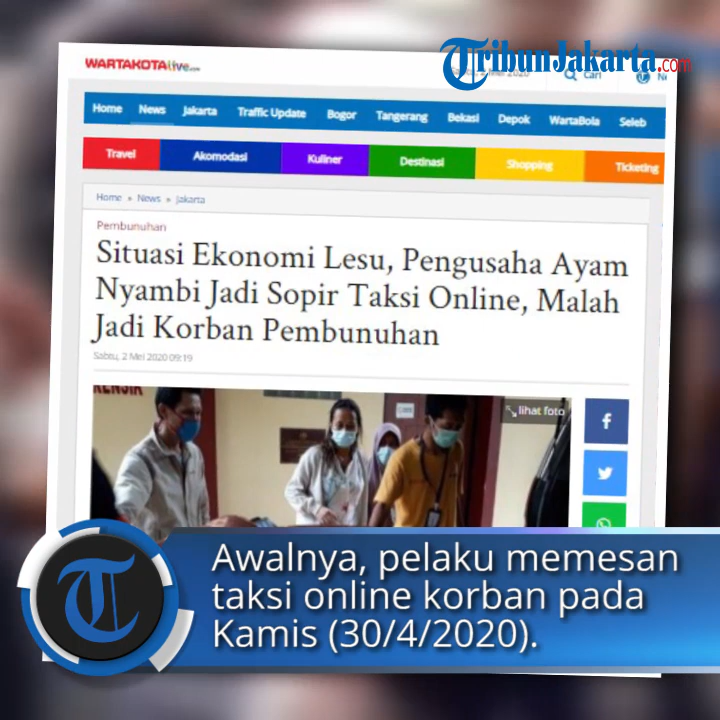 TribunJakarta.com
WARTAKOTAlive.com
Cari
Home News Jakarta Traffic Update Bogor Tangerang Bekasi Depok WartaBola Seleb
Travel Akomodasi Kuliner Destinasi Shopping Ticketing
Home » News » Jakarta
Pembunuhan
Situasi Ekonomi Lesu, Pengusaha Ayam
Nyambi Jadi Sopir Taksi Online, Malah
Jadi Korban Pembunuhan
Sabtu, 2 Mei 2020 09:19
lihat foto
Awalnya, pelaku memesan
taksi online korban pada
Kamis (30/4/2020).